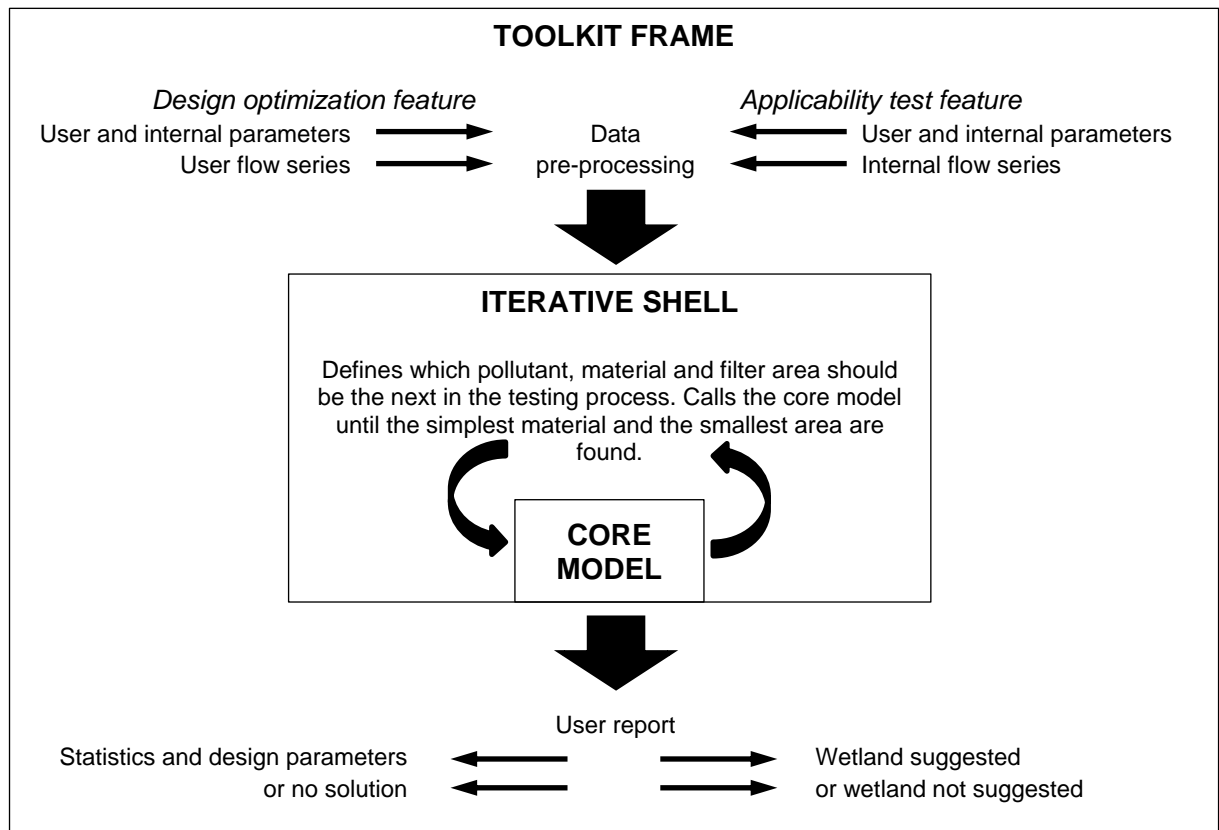 TOOLKIT FRAME
Design optimization feature
Applicability test feature
User and internal parameters
Data
User and internal parameters
User flow series
pre-processing
Internal flow series
ITERATIVE SHELL
Defines which pollutant, material and filter area should
be the next in the testing process. Calls the core model
until the simplest material and the smallest area are
found.
CORE
MODEL
User report
Statistics and design parameters
Wetland suggested
or no solution
or wetland not suggested